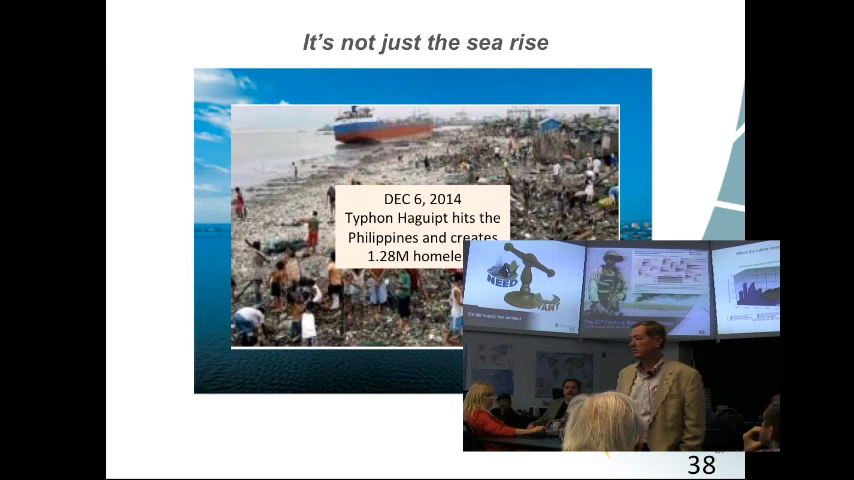 It's not just the sea rise
DEC 6, 2014
Typhon Haguipt hits the
Philippines and creates
1.28M homele
NEED
WANT
38